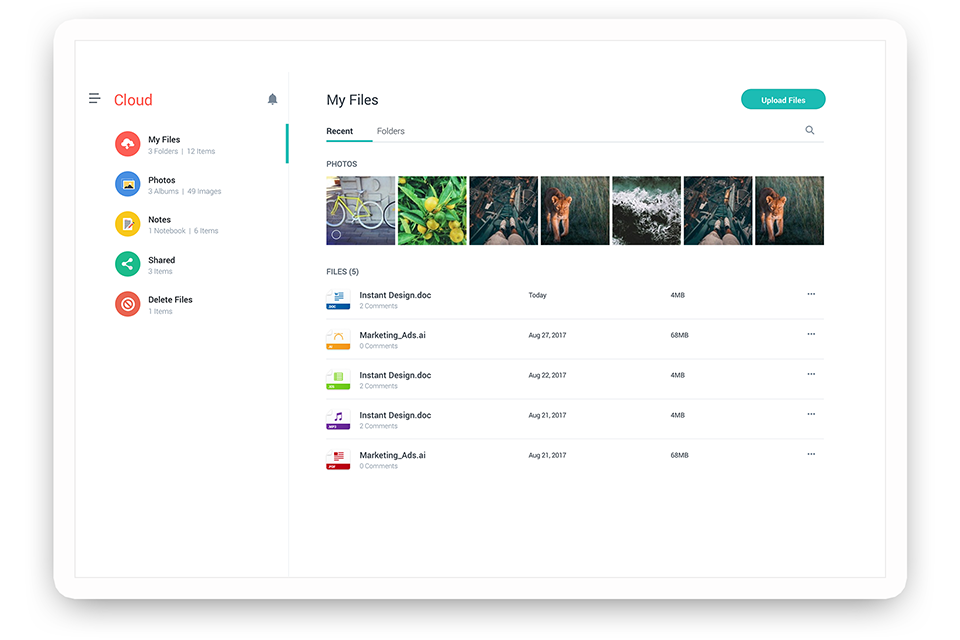 Cloud
My Files
3 Folders | 12 Items
Photos
3 Albums | 49 Images
Notes
1 Notebook | 6 Items
Shared
3 Items
Delete Files
1 Items
My Files
Upload Files
Recent Folders
PHOTOS
FILES (5)
DOC
Instant Design.doc Today 4MB
2 Comments
AI
Marketing_Ads.ai Aug 27, 2017 68MB
0 Comments
Instant Design.doc Aug 22, 2017 4MB
2 Comments
MP3
Instant Design.doc Aug 21, 2017 4MB
2 Comments
PDF
Marketing_Ads.ai Aug 21, 2017 68MB
0 Comments